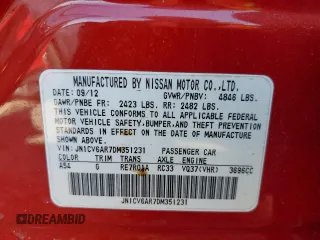 MANUFACTURED BY NISSAN MOTOR CO.,LTD.
DATE: 09/12 GVWR/PNBV: 4846 LBS.
GAWR/PNBE FR: 2423 LBS. RR: 2482 LBS.
THIS VEHICLE CONFORMS TO ALL APPLICABLE FEDERAL
MOTOR VEHICLE SAFETY,BUMPER,AND THEFT PREVENTION
STANDARDS IN EFFECT ON THE DATE OF MANUFACTURE
SHOWN ABOVE.
VIN: JN1CV6AR7DM351231 PASSENGER CAR
COLOR TRIM TRANS AXLE ENGINE
A54 G RE7R01A RC33 VQ37(VHR) 3696CC
JN1CV6AR7DM351231
DREAMBID